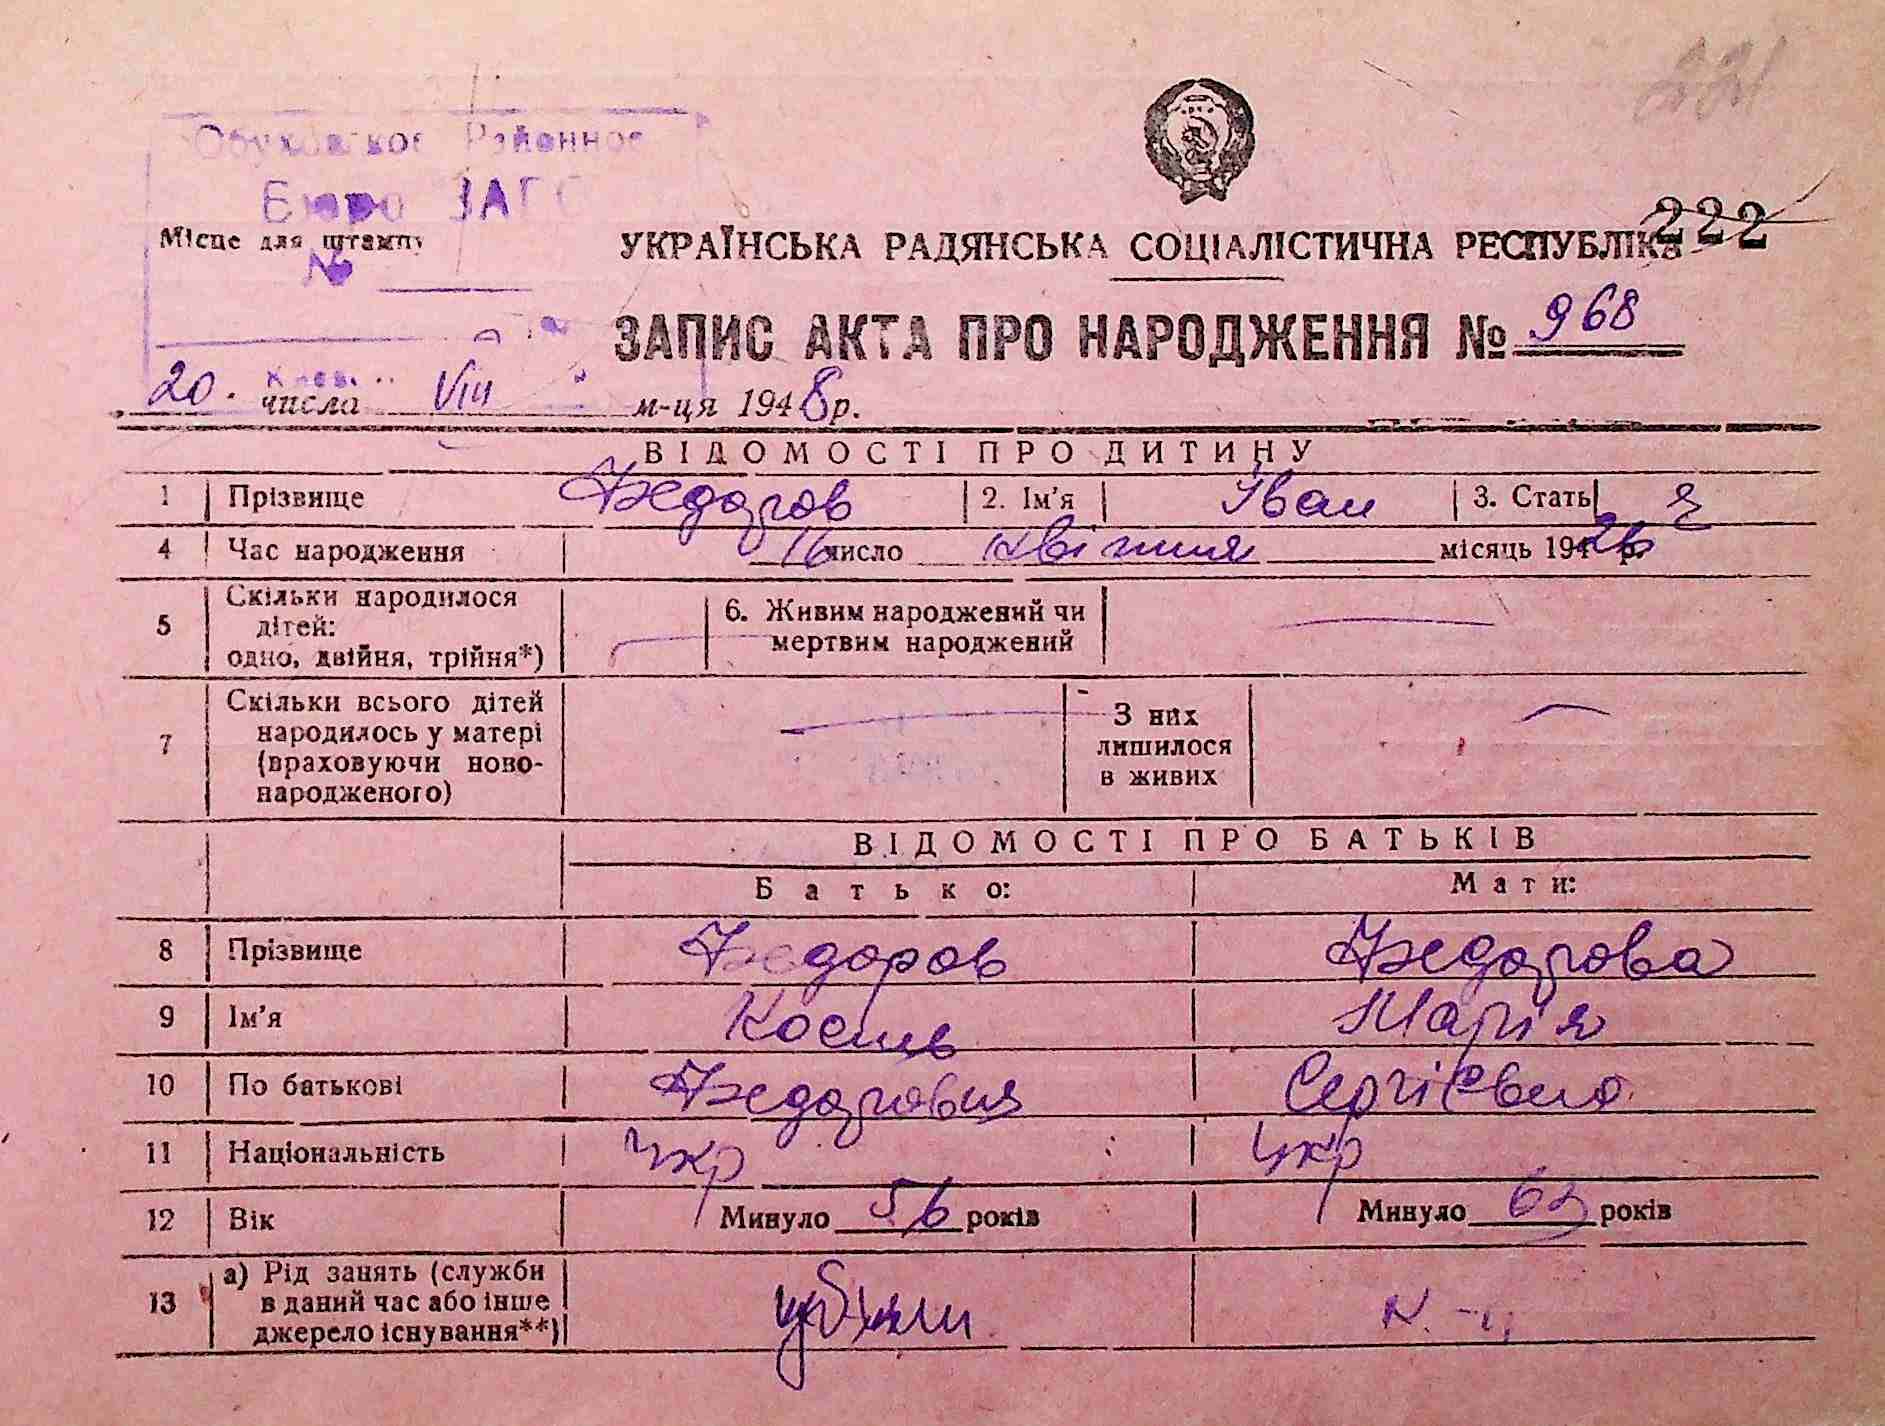 Обуховское Районное
Бюро ЗАГС
Місце для штампу
№
222
УКРАЇНСЬКА РАДЯНСЬКА СОЦІАЛІСТИЧНА РЕСПУБЛІКА
ЗАПИС АКТА ПРО НАРОДЖЕННЯ № 968
20 числа VIII м-ця 1948 р.
ВІДОМОСТІ ПРО ДИТИНУ
1 Прізвище Федоров 2. Ім'я Іван 3. Стать
4 Час народження 16 число квітня місяць 194 26 р.
5 Скільки народилося дітей: одно, двійня, трійня*) 6. Живим народжений чи мертвим народжений
7 Скільки всього дітей народилось у матері (враховуючи ново-народженого) З них лишилося в живих
ВІДОМОСТІ ПРО БАТЬКІВ
Батько: Мати:
8 Прізвище Федоров Федорова
9 Ім'я Кость Марія
10 По батькові Федорович Сергієвна
11 Національність Укр Укр
12 Вік Минуло 56 років Минуло 63 років
13 а) Рід занять (служби в даний час або інше джерело існування**)